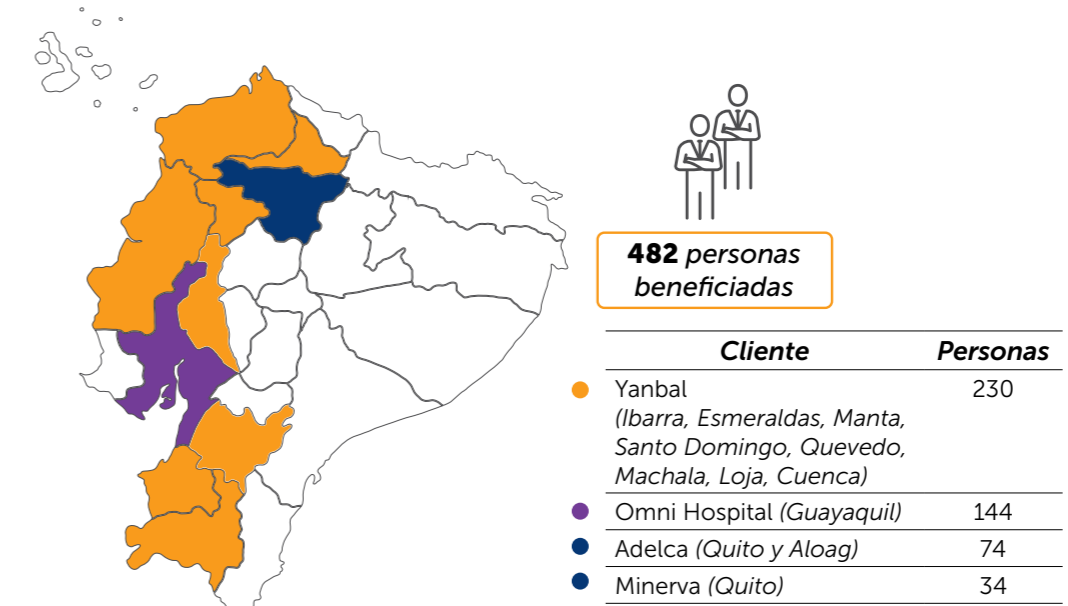 482 personas
beneficiadas
Cliente Personas
Yanbal 230
(Ibarra, Esmeraldas, Manta,
Santo Domingo, Quevedo,
Machala, Loja, Cuenca)
Omni Hospital (Guayaquil) 144
Adelca (Quito y Aloag) 74
Minerva (Quito) 34